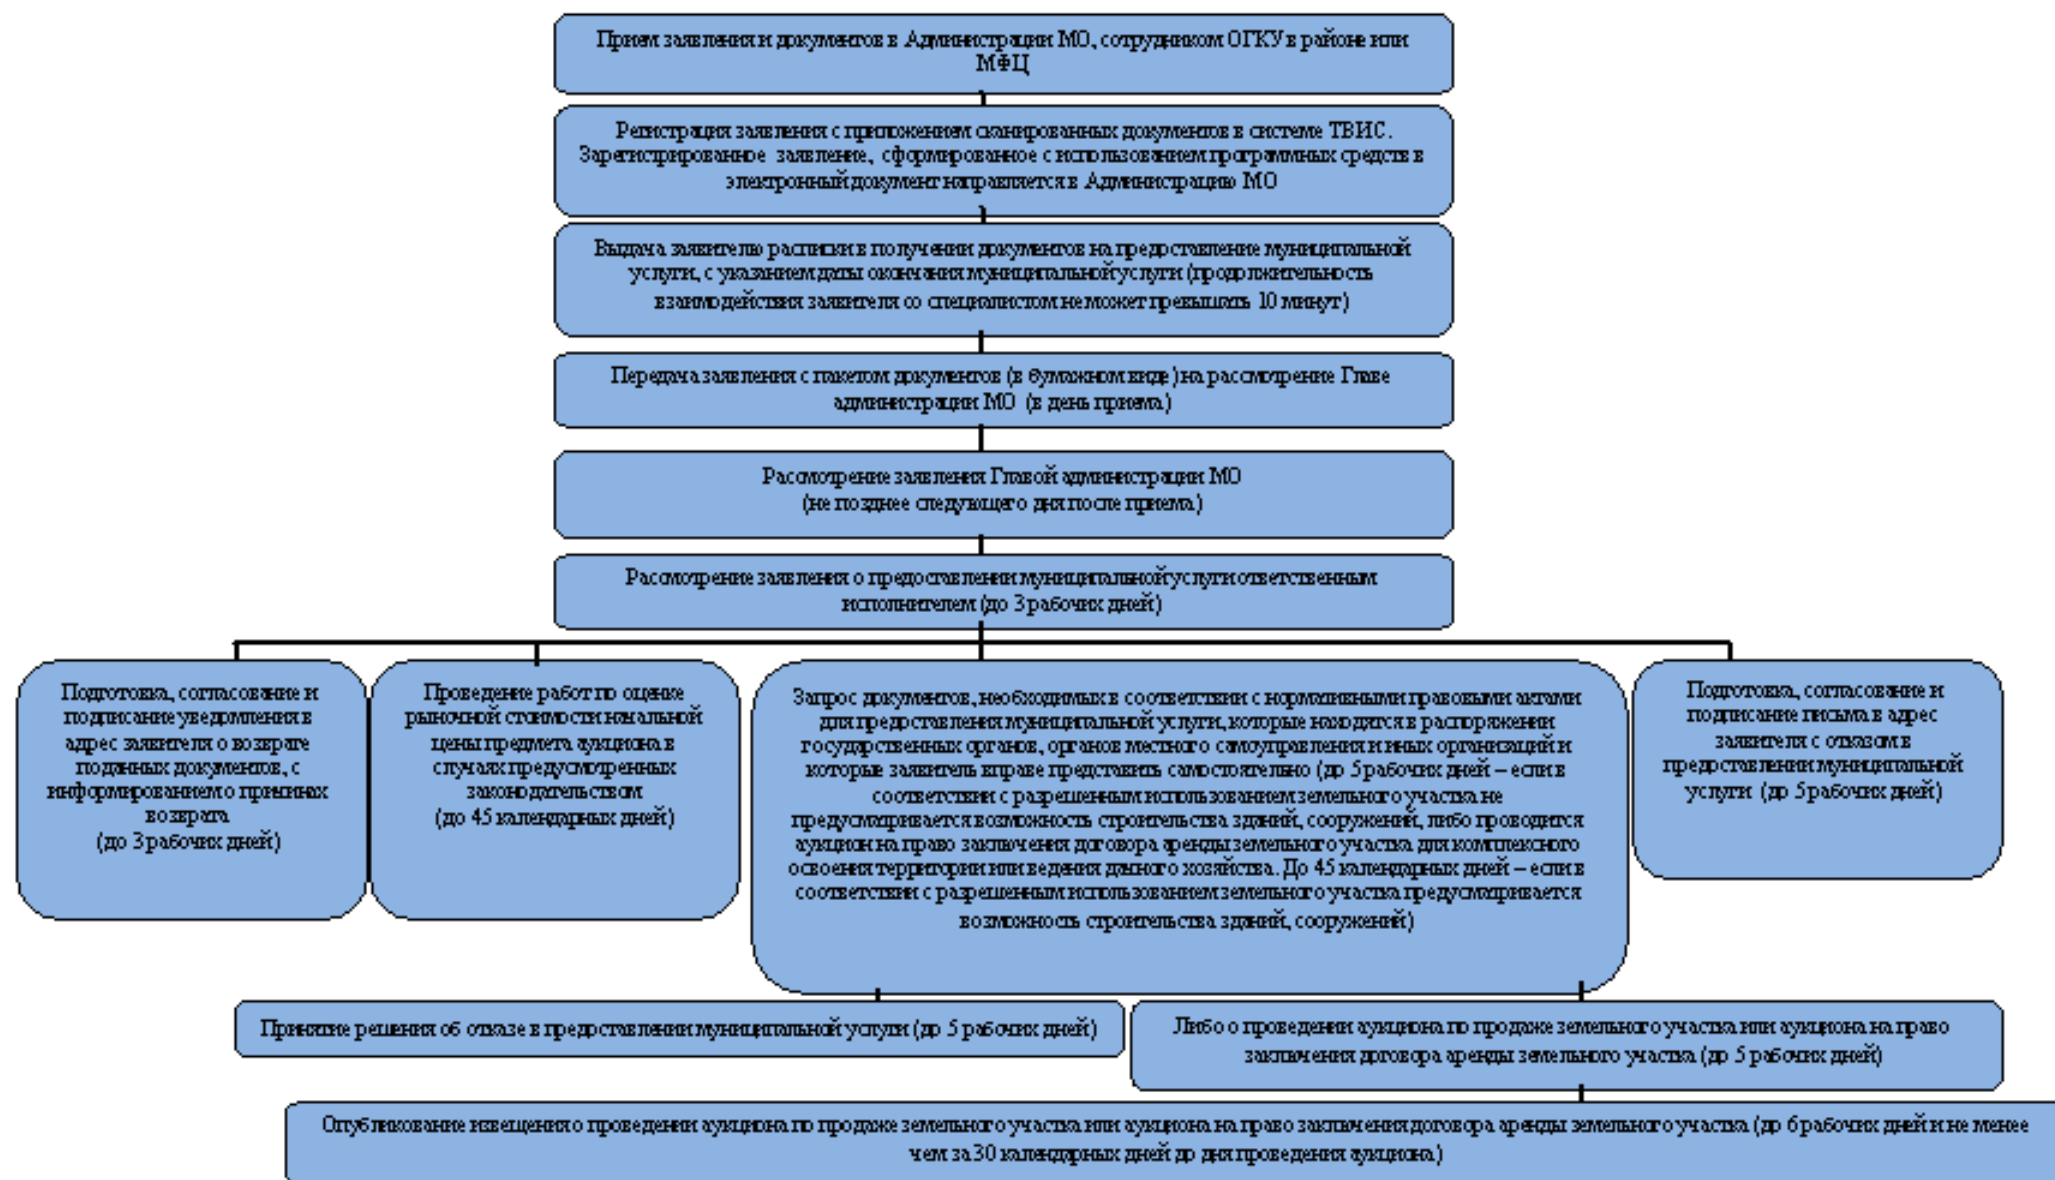 Прием заявления и документов в Администрации МО, сотрудником ОГКУ в районе или
МФЦ
Регистрация заявления с приложением сканированных документов в системе ТВИС.
Зарегистрированное заявление, сформированное с использованием программных средств в
электронный документ направляется в Администрацию МО
Выдача заявителю расписки в получении документов на предоставление муниципальной
услуги, с указанием даты окончания муниципальной услуги (продолжительность
взаимодействия заявителя со специалистом не может превышать 10 минут)
Передача заявления с пакетом документов (в бумажном виде) на рассмотрение Главе
администрации МО (в день приема)
Рассмотрение заявления Главой администрации МО
(не позднее следующего дня после приема)
Рассмотрение заявления о предоставлении муниципальной услуги ответственным
исполнителем (до 3 рабочих дней)
Подготовка, согласование и
подписание уведомления в
адрес заявителя о возврате
поданных документов, с
информированием о причинах
возврата
(до 3 рабочих дней)
Проведение работ по оценке
рыночной стоимости начальной
цены предмета аукциона в
случаях предусмотренных
законодательством
(до 45 календарных дней)
Запрос документов, необходимых в соответствии с нормативными правовыми актами
для предоставления муниципальной услуги, которые находятся в распоряжении
государственных органов, органов местного самоуправления и иных организаций и
которые заявитель вправе представить самостоятельно (до 5 рабочих дней – если в
соответствии с разрешенным использованием земельного участка не
предусматривается возможность строительства зданий, сооружений, либо проводится
аукцион на право заключения договора аренды земельного участка для комплексного
освоения территории или ведения дачного хозяйства. До 45 календарных дней – если в
соответствии с разрешенным использованием земельного участка предусматривается
возможность строительства зданий, сооружений)
Подготовка, согласование и
подписание письма в адрес
заявителя с отказом в
предоставлении муниципальной
услуги (до 5 рабочих дней)
Принятие решения об отказе в предоставлении муниципальной услуги (до 5 рабочих дней)
Либо о проведении аукциона по продаже земельного участка или аукциона на право
заключения договора аренды земельного участка (до 5 рабочих дней)
Опубликование извещения о проведении аукциона по продаже земельного участка или аукциона на право заключения договора аренды земельного участка (до 6 рабочих дней и не менее
чем за 30 календарных дней до дня проведения аукциона)